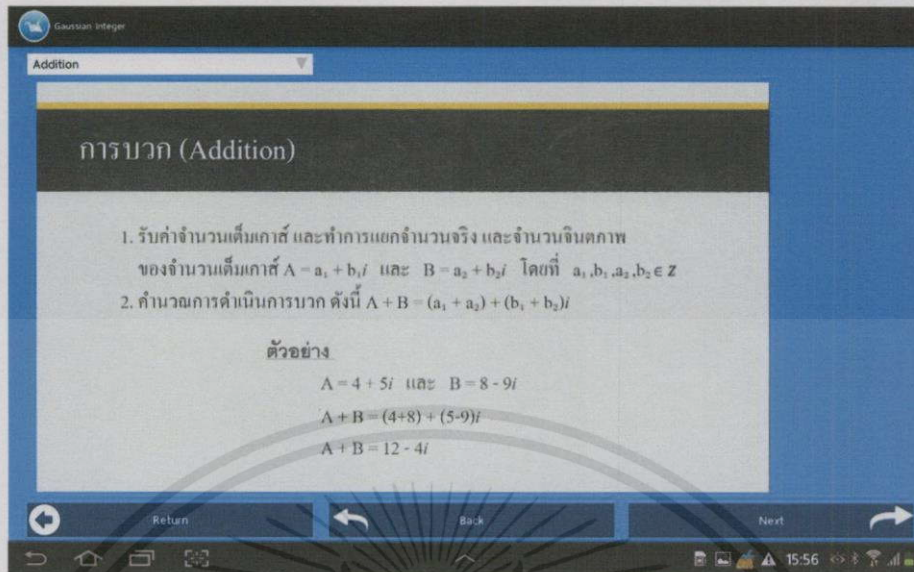 Gaussian Integer
Addition
การบวก (Addition)
1. รับค่าจำนวนเต็มเกาส์ และทำการแยกจำนวนจริง และจำนวนจินตภาพ
ของจำนวนเต็มเกาส์ A = a₁ + b₁i และ B = a₂ + b₂i โดยที่ a₁,b₁,a₂,b₂ ∈ Z
2. คำนวณการดำเนินการบวก ดังนี้ A + B = (a₁ + a₂) + (b₁ + b₂)i
ตัวอย่าง
A = 4 + 5i และ B = 8 - 9i
A + B = (4+8) + (5-9)i
A + B = 12 - 4i
Return Back Next
15:56